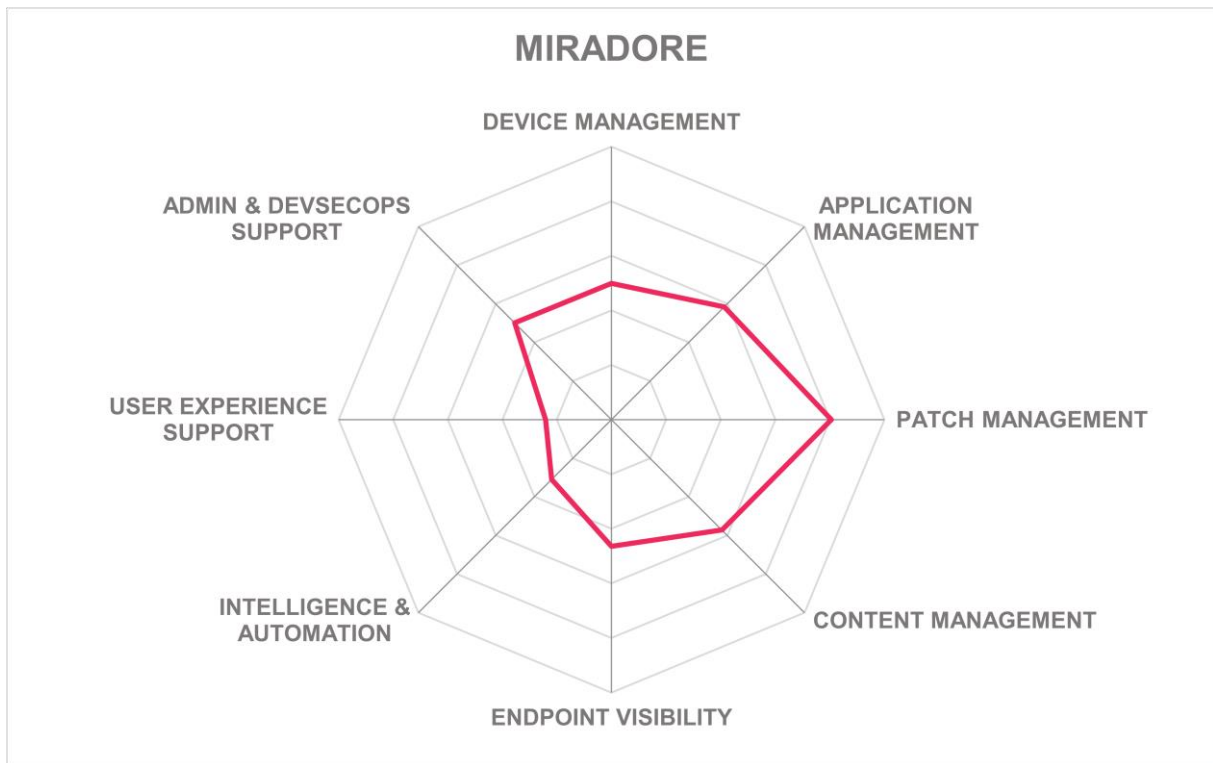 MIRADORE
DEVICE MANAGEMENT
ADMIN & DEVSECOPS
SUPPORT
APPLICATION
MANAGEMENT
USER EXPERIENCE
SUPPORT
PATCH MANAGEMENT
INTELLIGENCE &
AUTOMATION
CONTENT MANAGEMENT
ENDPOINT VISIBILITY